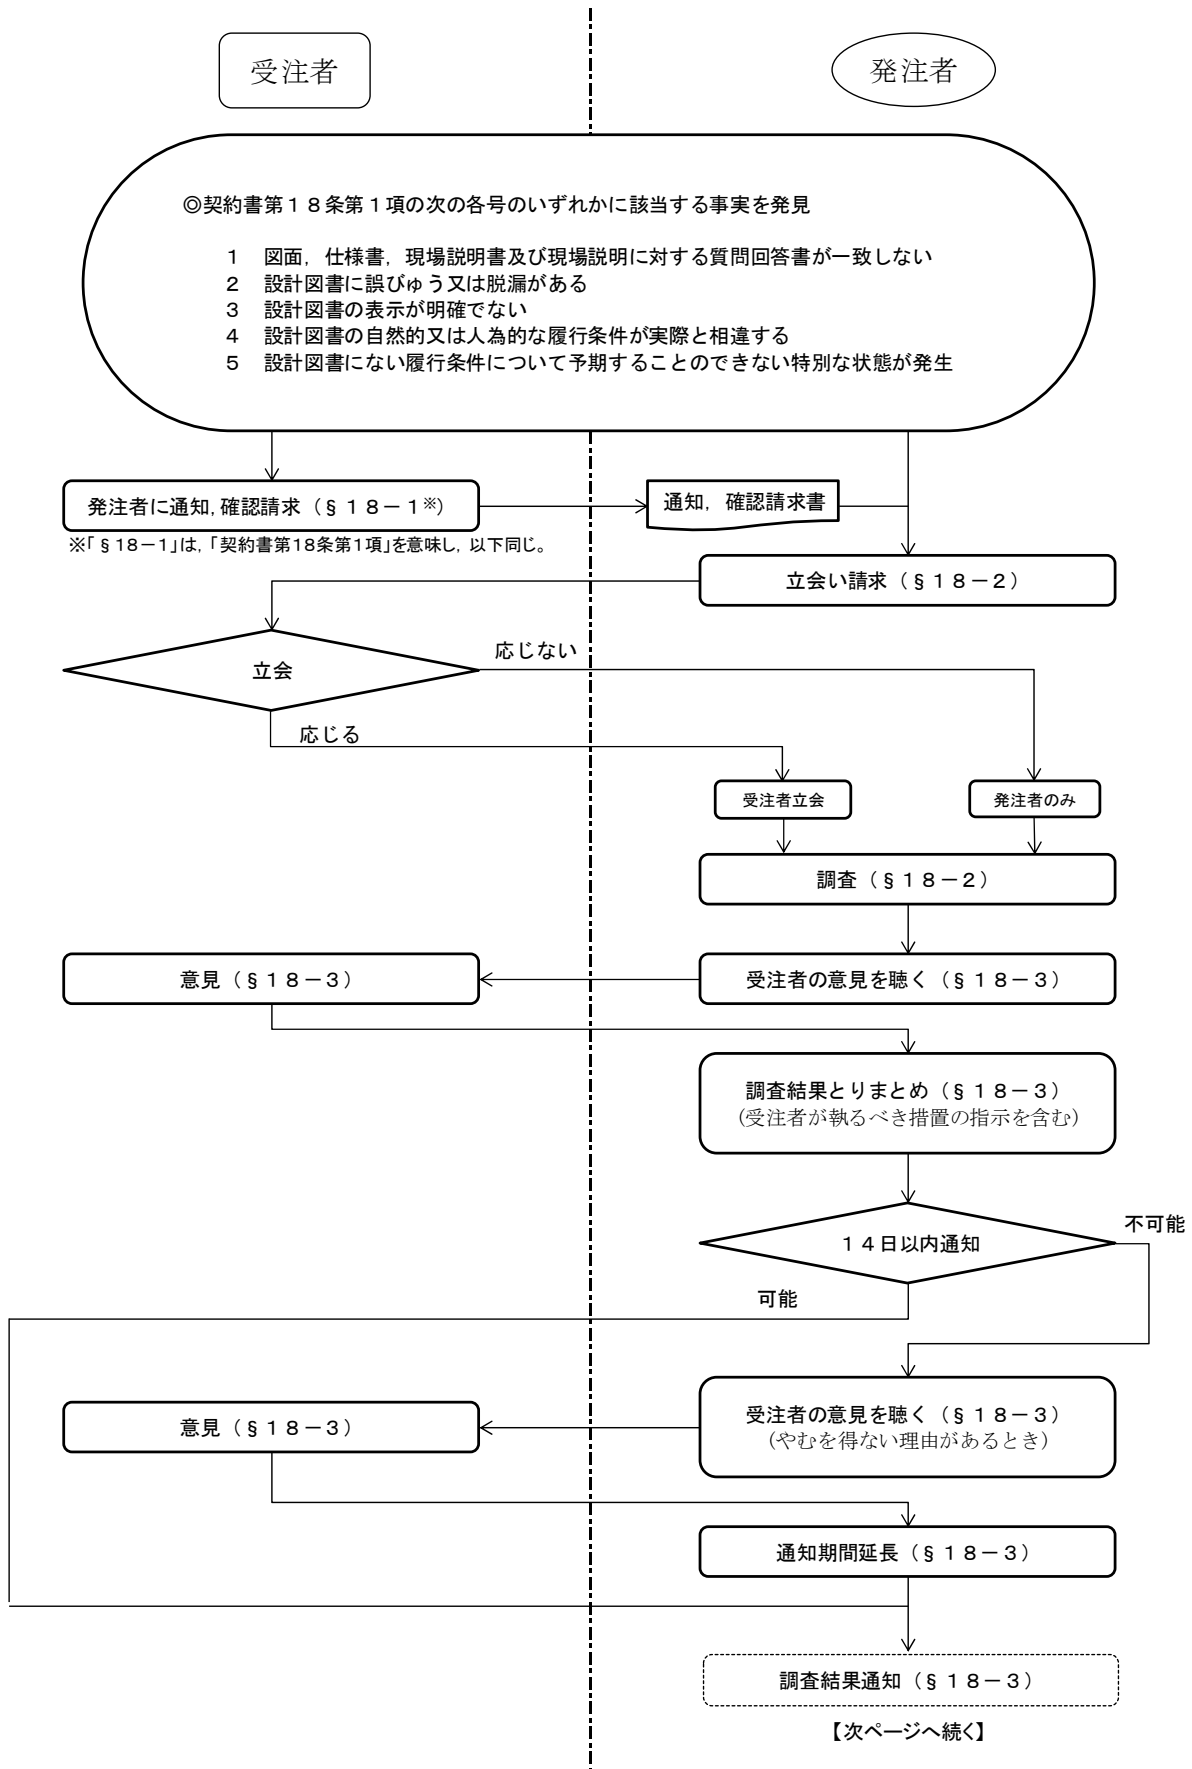 受注者
発注者
◎契約書第１８条第１項の次の各号のいずれかに該当する事実を発見
１　図面，仕様書，現場説明書及び現場説明に対する質問回答書が一致しない
２　設計図書に誤びゅう又は脱漏がある
３　設計図書の表示が明確でない
４　設計図書の自然的又は人為的な履行条件が実際と相違する
５　設計図書にない履行条件について予期することのできない特別な状態が発生
発注者に通知，確認請求（§１８－１※）
通知，確認請求書
※「§18－1」は，「契約書第18条第1項」を意味し，以下同じ。
立会い請求（§１８－２）
立会
応じない
応じる
受注者立会
発注者のみ
調査（§１８－２）
意見（§１８－３）
受注者の意見を聴く（§１８－３）
調査結果とりまとめ（§１８－３）
（受注者が執るべき措置の指示を含む）
不可能
１４日以内通知
可能
受注者の意見を聴く（§１８－３）
（やむを得ない理由があるとき）
意見（§１８－３）
通知期間延長（§１８－３）
調査結果通知（§１８－３）
【次ページへ続く】